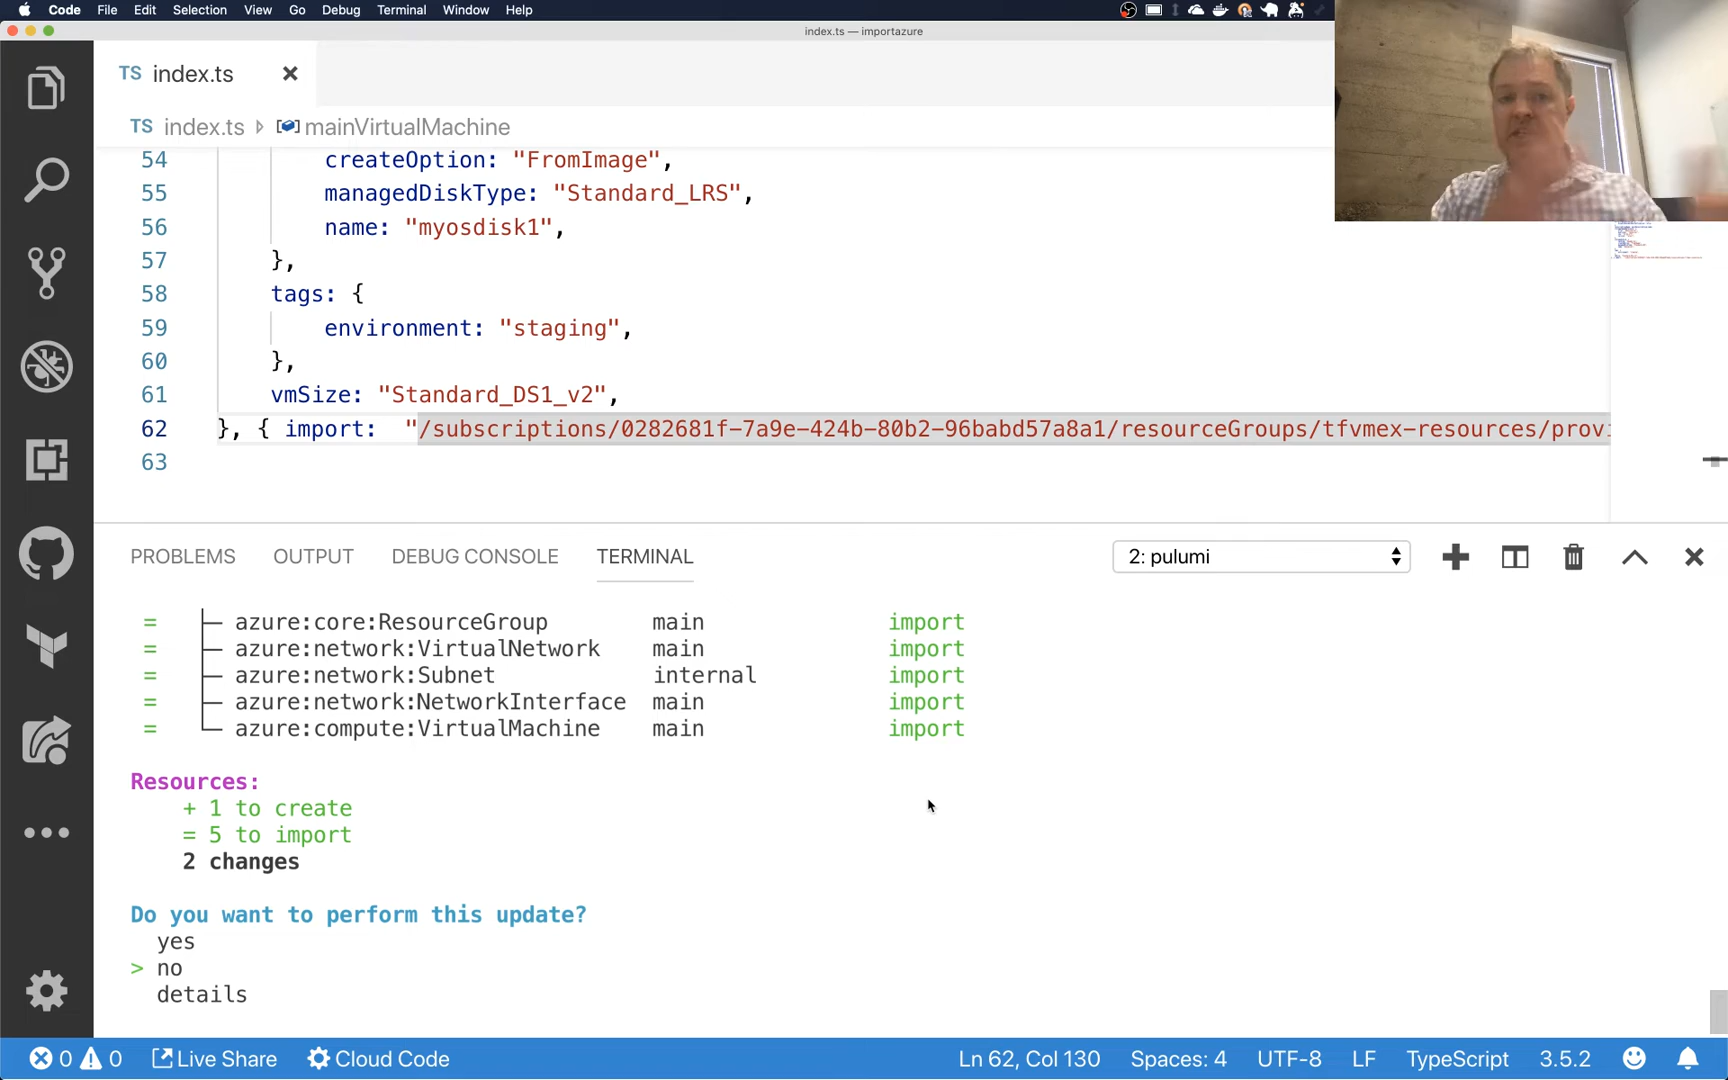 Code File Edit Selection View Go Debug Terminal Window Help
index.ts — importazure
TS index.ts
TS index.ts mainVirtualMachine
54 createOption: "FromImage",
55 managedDiskType: "Standard_LRS",
56 name: "myosdisk1",
57 },
58 tags: {
59 environment: "staging",
60 },
61 vmSize: "Standard_DS1_v2",
62 }, { import: "/subscriptions/0282681f-7a9e-424b-80b2-96babd57a8a1/resourceGroups/tfvmex-resources/provi
63
PROBLEMS OUTPUT DEBUG CONSOLE TERMINAL 2: pulumi
= ├─ azure:core:ResourceGroup main import
= ├─ azure:network:VirtualNetwork main import
= ├─ azure:network:Subnet internal import
= ├─ azure:network:NetworkInterface main import
= └─ azure:compute:VirtualMachine main import
Resources:
+ 1 to create
= 5 to import
2 changes
Do you want to perform this update?
yes
> no
details
0 0 Live Share Cloud Code Ln 62, Col 130 Spaces: 4 UTF-8 LF TypeScript 3.5.2